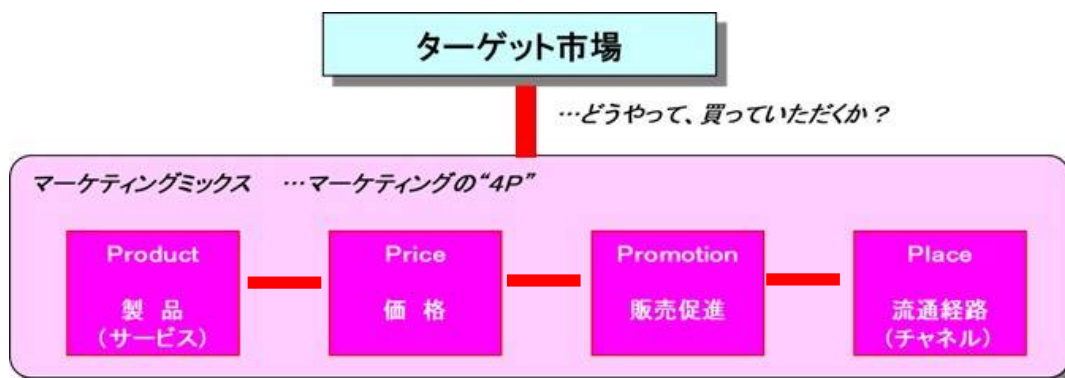 ターゲット市場
…どうやって、買っていただくか？
マーケティングミックス　…マーケティングの“4P”
Product
製 品
（サービス）
Price
価 格
Promotion
販売促進
Place
流通経路
（チャネル）